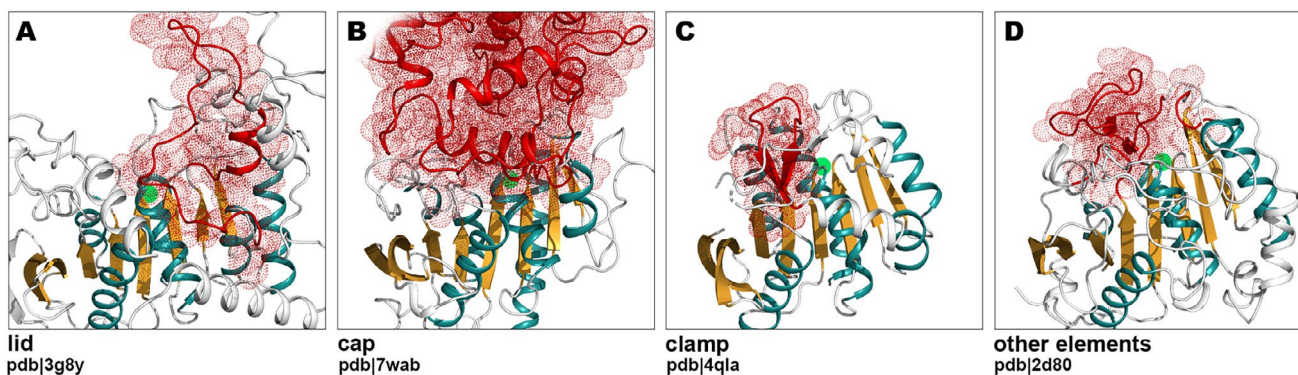 A
B
C
D
lid
pdb|3g8y
cap
pdb|7wab
clamp
pdb|4qla
other elements
pdb|2d80